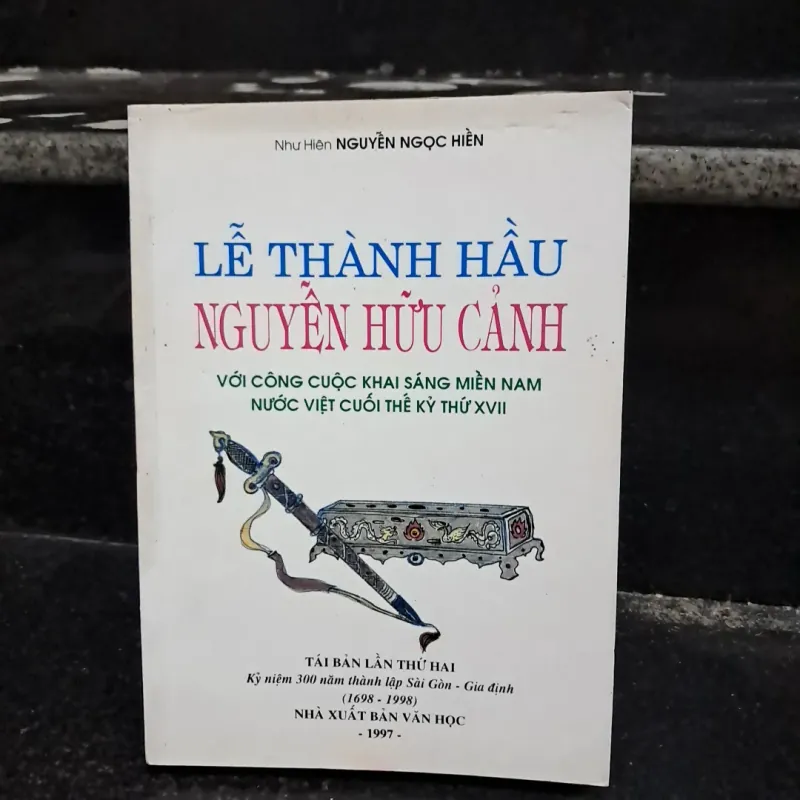 Như Hiên NGUYỄN NGỌC HIỀN
LỄ THÀNH HẦU
NGUYỄN HỮU CẢNH
VỚI CÔNG CUỘC KHAI SÁNG MIỀN NAM
NƯỚC VIỆT CUỐI THẾ KỶ THỨ XVII
TÁI BẢN LẦN THỨ HAI
Kỷ niệm 300 năm thành lập Sài Gòn - Gia định
(1698 - 1998)
NHÀ XUẤT BẢN VĂN HỌC
- 1997 -